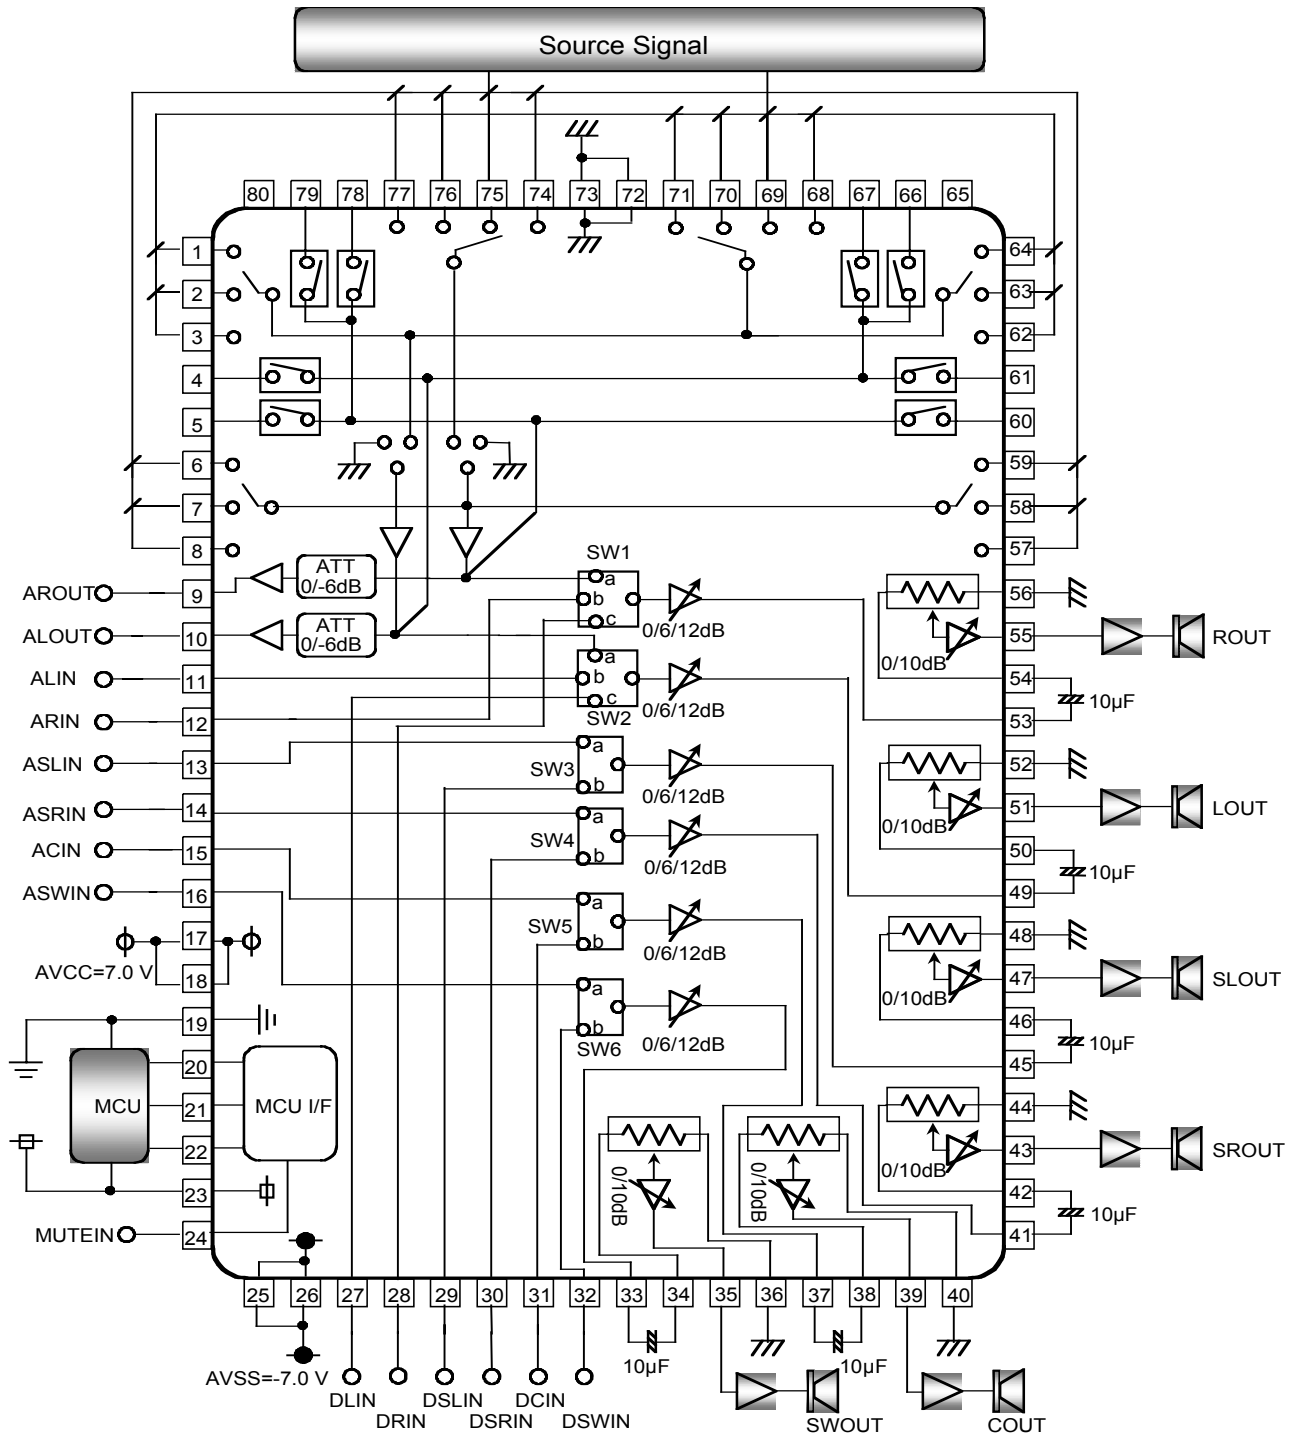 Source Signal
80 79 78 77 76 75 74 73 72 71 70 69 68 67 66 65
1
2
3
4
5
6
7
8
64
63
62
61
60
59
58
57
AROUT 9
ATT
0/-6dB
ALOUT 10
ATT
0/-6dB
ALIN 11
ARIN 12
ASLIN 13
ASRIN 14
ACIN 15
ASWIN 16
17
AVCC=7.0 V
18
19
20
MCU 21 MCU I/F
22
23
MUTEIN 24
SW1
a
b
c
0/6/12dB
a
b
c
SW2
0/6/12dB
a
SW3
b
0/6/12dB
a
SW4
b
0/6/12dB
a
SW5
b
0/6/12dB
a
b
SW6
0/6/12dB
56
55 ROUT
0/10dB
54
10µF
53
52
51 LOUT
0/10dB
50
10µF
49
48
47 SLOUT
0/10dB
46
10µF
45
44
43 SROUT
0/10dB
42
10µF
41
0/10dB
0/10dB
25 26 27 28 29 30 31 32 33 34 35 36 37 38 39 40
AVSS=-7.0 V
DLIN
DRIN
DSLIN
DSRIN
DCIN
DSWIN
10µF
10µF
SWOUT
COUT